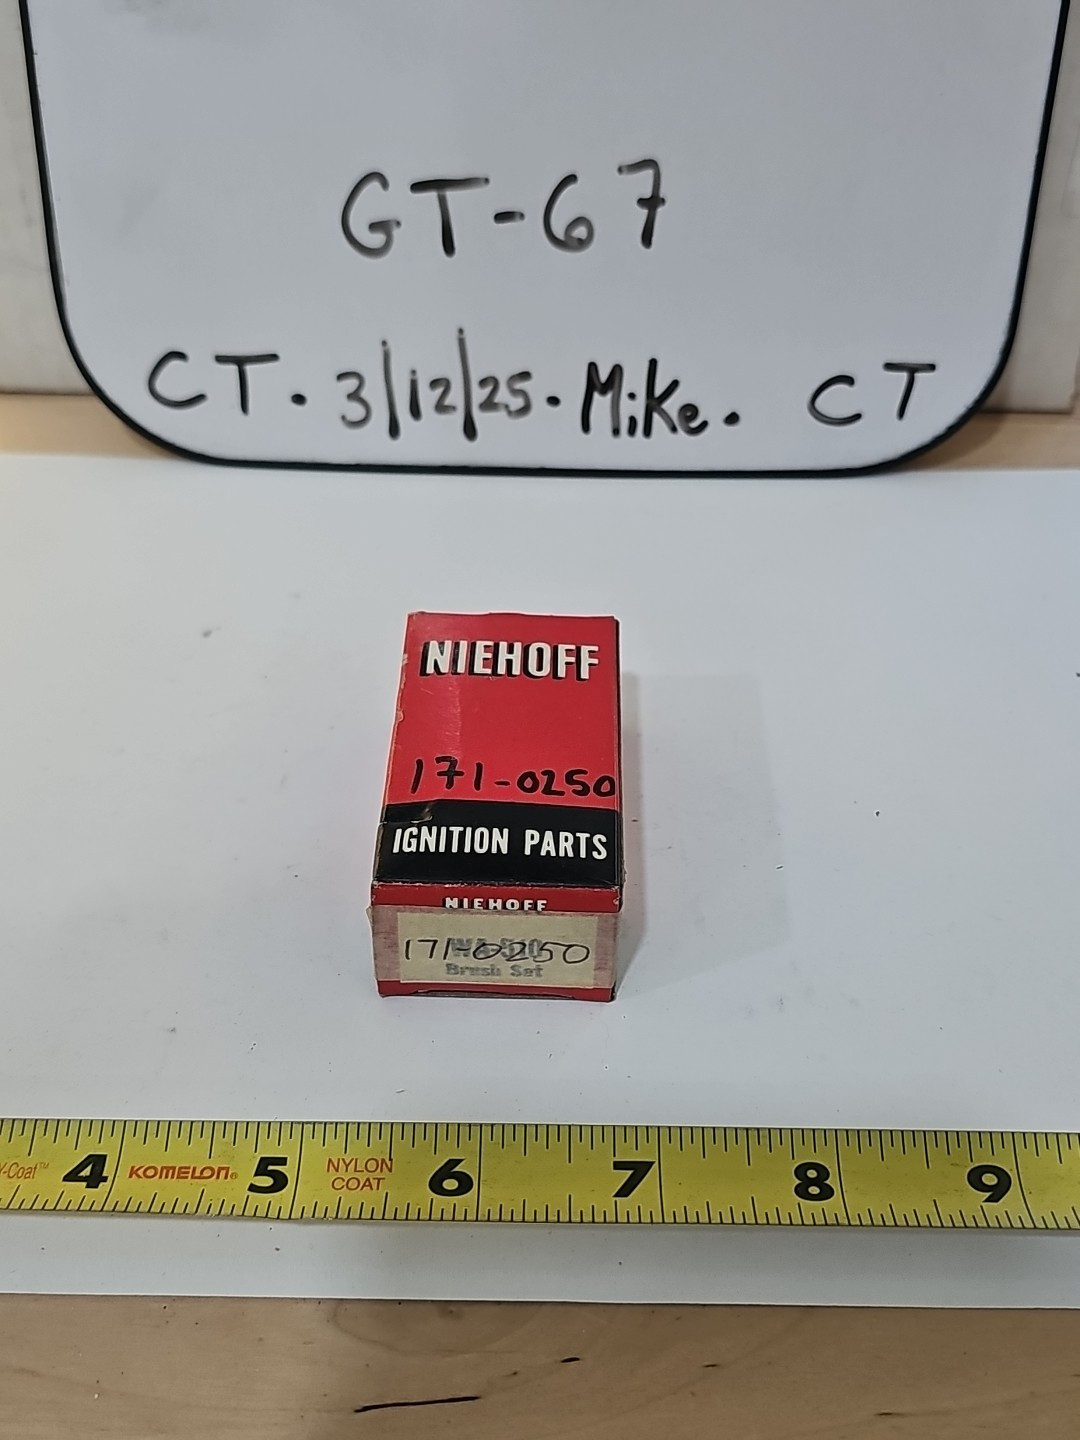 GT-67
CT. 3/12/25. Mike. CT
NIEHOFF
171-0250
IGNITION PARTS
NIEHOFF
171-0250
Brush Set
Y-Coat™ 4 KOMELON® 5 NYLON COAT 6 7 8 9